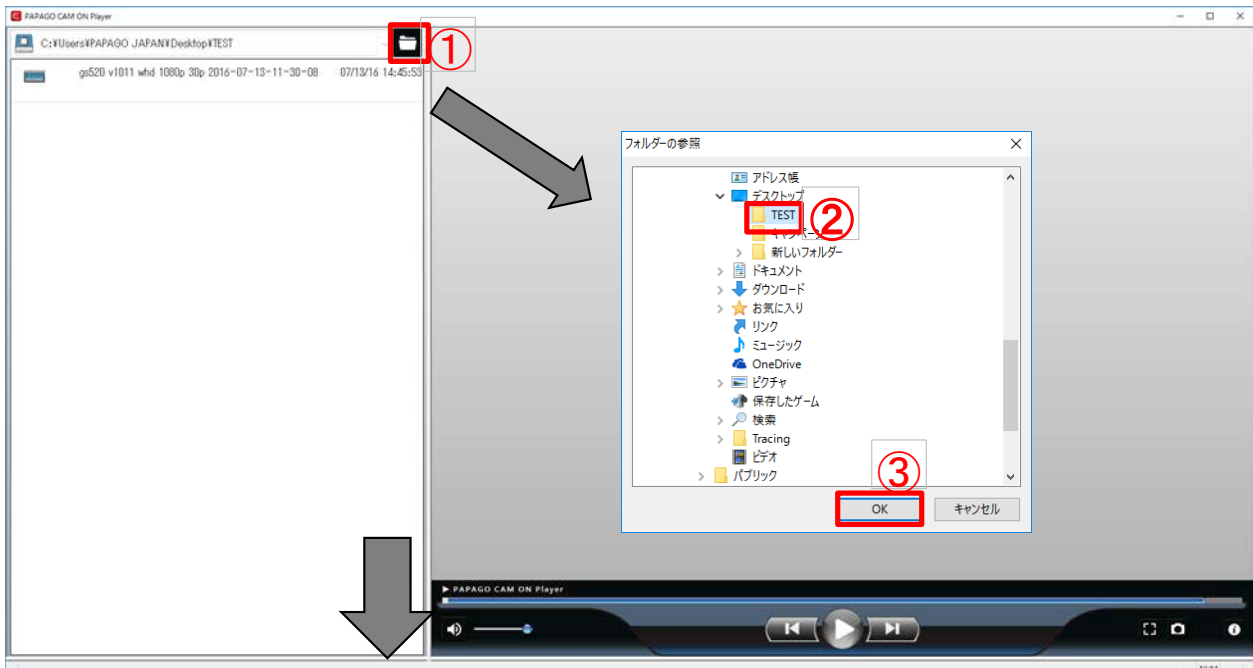 PAPAGO CAM ON Player
C:¥Users¥PAPAGO JAPAN¥Desktop¥TEST
①
gs520 v1011 whd 1080p 30p 2016-07-13-11-30-08 07/13/16 14:45:53
フォルダーの参照
アドレス帳
デスクトップ
TEST
②
新しいフォルダー
ドキュメント
ダウンロード
お気に入り
リンク
ミュージック
OneDrive
ピクチャ
保存したゲーム
検索
Tracing
ビデオ
パブリック
③
OK キャンセル
PAPAGO CAM ON Player